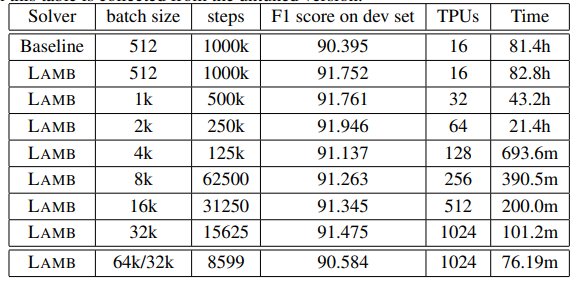 Solver batch size steps F1 score on dev set TPUs Time
Baseline 512 1000k 90.395 16 81.4h
LAMB 512 1000k 91.752 16 82.8h
LAMB 1k 500k 91.761 32 43.2h
LAMB 2k 250k 91.946 64 21.4h
LAMB 4k 125k 91.137 128 693.6m
LAMB 8k 62500 91.263 256 390.5m
LAMB 16k 31250 91.345 512 200.0m
LAMB 32k 15625 91.475 1024 101.2m
LAMB 64k/32k 8599 90.584 1024 76.19m